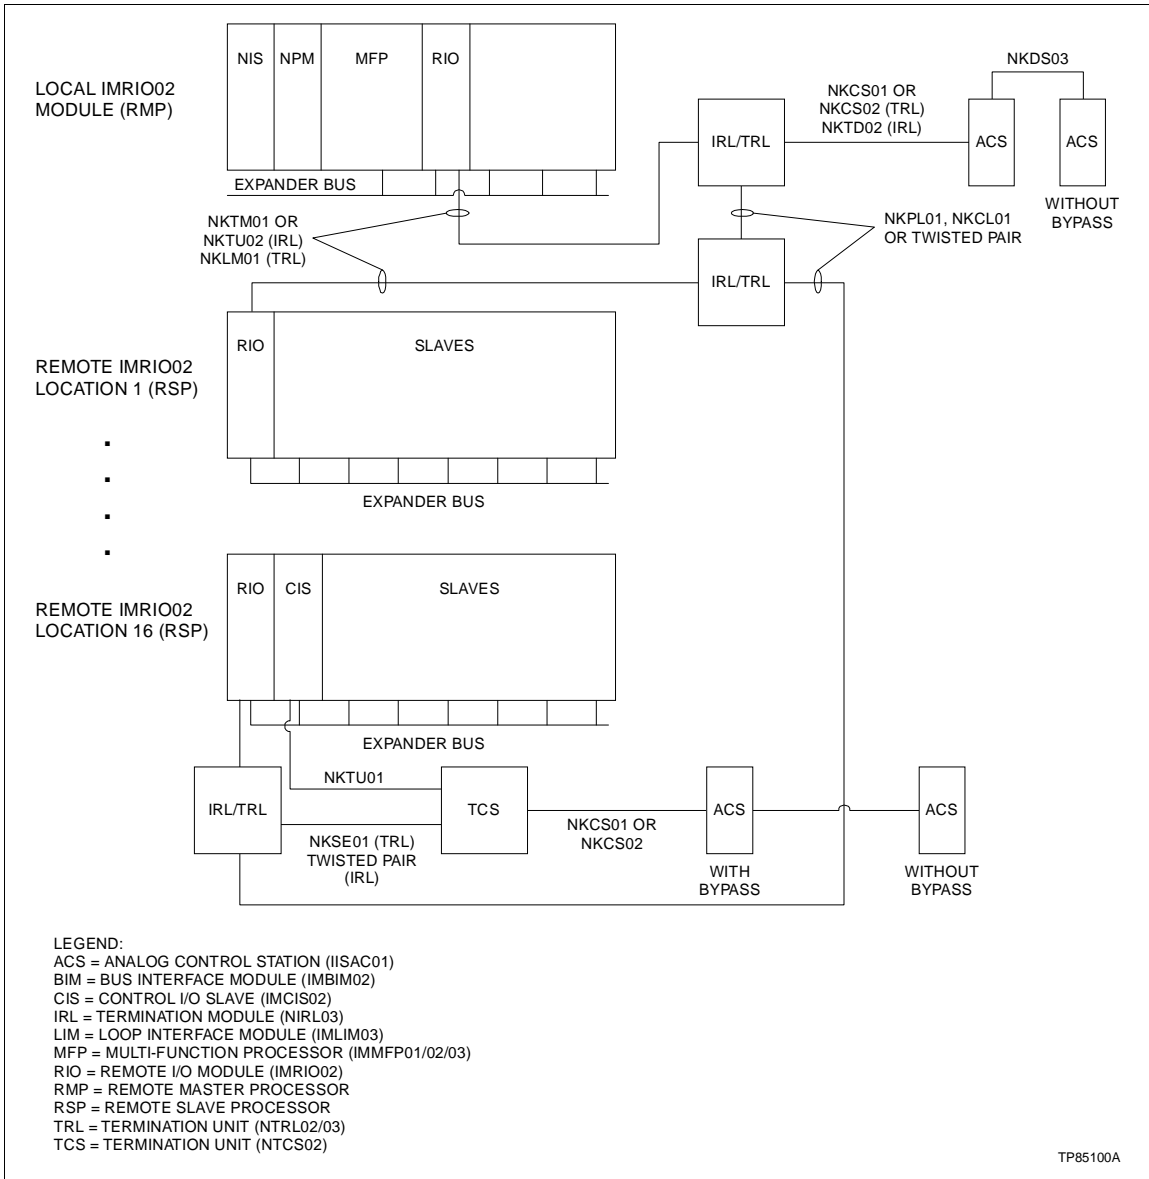 NIS
NPM
MFP
RIO
NKDS03
LOCAL IMRIO02
MODULE (RMP)
NKCS01 OR
NKCS02 (TRL)
NKTD02 (IRL)
IRL/TRL
ACS
ACS
EXPANDER BUS
WITHOUT
BYPASS
NKTM01 OR
NKTU02 (IRL)
NKLM01 (TRL)
NKPL01, NKCL01
OR TWISTED PAIR
IRL/TRL
RIO
SLAVES
REMOTE IMRIO02
LOCATION 1 (RSP)
EXPANDER BUS
RIO
CIS
SLAVES
REMOTE IMRIO02
LOCATION 16 (RSP)
EXPANDER BUS
NKTU01
IRL/TRL
TCS
ACS
ACS
NKSE01 (TRL)
TWISTED PAIR
(IRL)
NKCS01 OR
NKCS02
WITH
BYPASS
WITHOUT
BYPASS
LEGEND:
ACS = ANALOG CONTROL STATION (IISAC01)
BIM = BUS INTERFACE MODULE (IMBIM02)
CIS = CONTROL I/O SLAVE (IMCIS02)
IRL = TERMINATION MODULE (NIRL03)
LIM = LOOP INTERFACE MODULE (IMLIM03)
MFP = MULTI-FUNCTION PROCESSOR (IMMFP01/02/03)
RIO = REMOTE I/O MODULE (IMRIO02)
RMP = REMOTE MASTER PROCESSOR
RSP = REMOTE SLAVE PROCESSOR
TRL = TERMINATION UNIT (NTRL02/03)
TCS = TERMINATION UNIT (NTCS02)
TP85100A